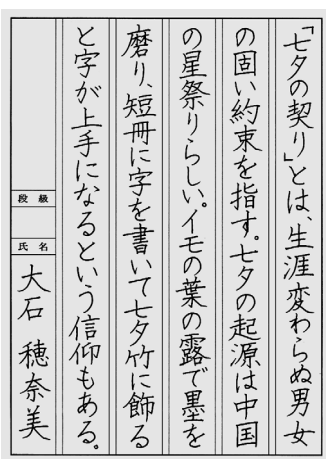 「七夕の契り」とは、生涯変わらぬ男女
の固い約束を指す。七夕の起源は中国
の星祭りらしい。イモの葉の露で墨を
磨り、短冊に字を書いて七夕竹に飾る
と字が上手になるという信仰もある。
段級
氏名
大石 穂奈美